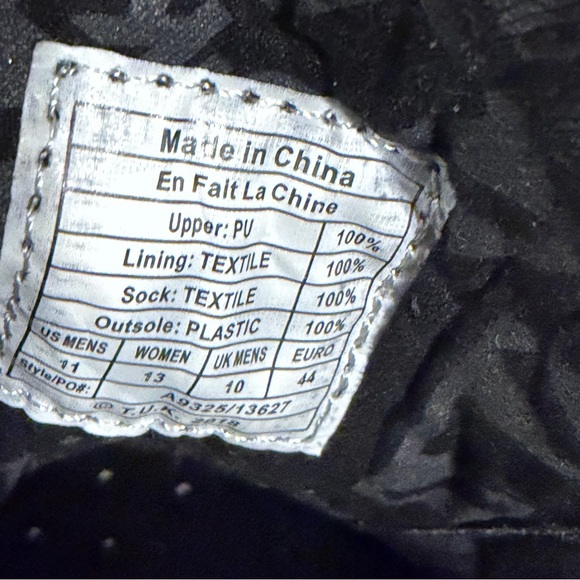 Made in China
En Fait La Chine
Upper: PU 100%
Lining: TEXTILE 100%
Sock: TEXTILE 100%
Outsole: PLASTIC 100%
US MENS WOMEN UK MENS EURO
11 13 10 44
Style/PO#: A9325/13627
© T.U.K. 2018